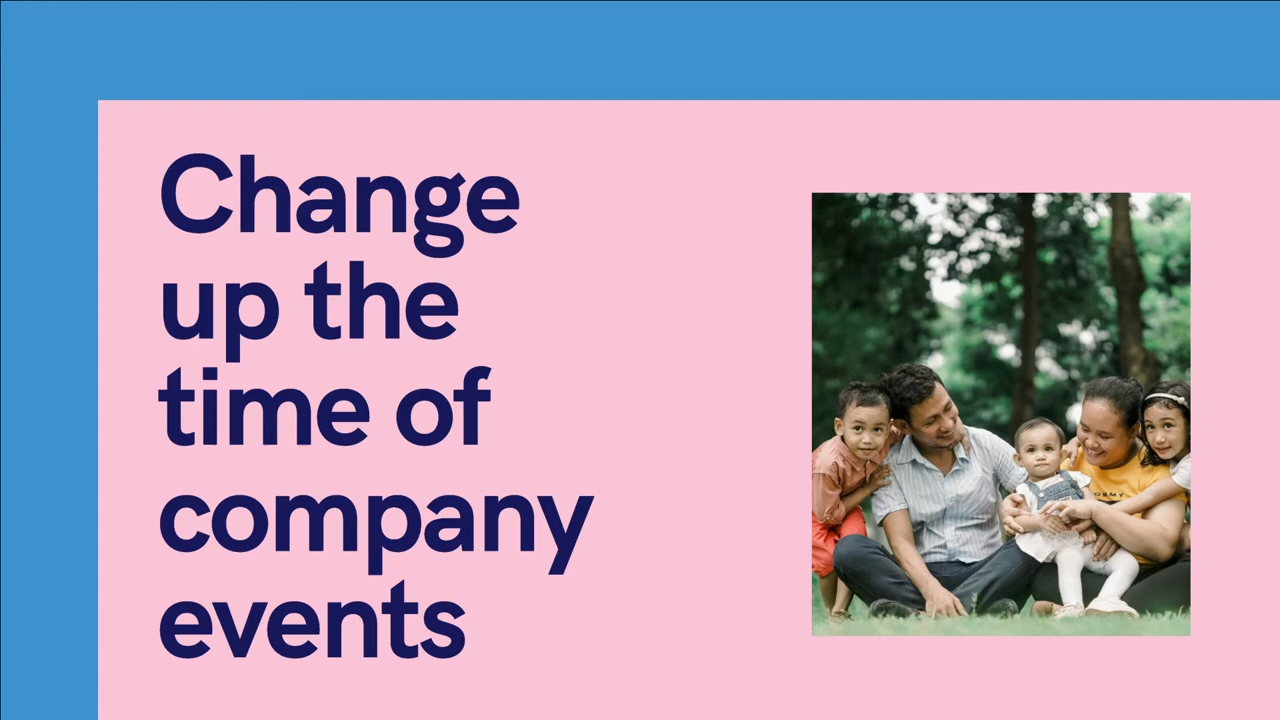 Change
up the
time of
company
events